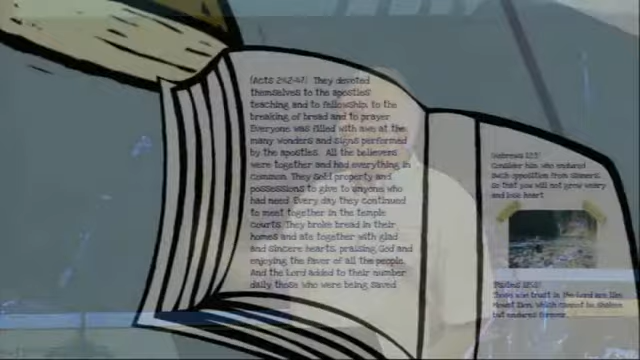 (Acts 2:42-47) They devoted
themselves to the apostles'
teaching and to fellowship, to the
breaking of bread and to prayer
Everyone was filled with awe at the
many wonders and signs performed
by the apostles. All the believers
were together and had everything in
common. They sold property and
possessions to give to anyone who
had need. Every day they continued
to meet together in the temple
courts. They broke bread in their
homes and ate together with glad
and sincere hearts, praising God and
enjoying the favor of all the people.
And the Lord added to their number
daily those who were being saved
Hebrews 12:3
Consider him who endured
such opposition from sinners,
so that you will not grow weary
and lose heart
Those who trust in the Lord are like
Mount Zion, which cannot be shaken
but endures forever